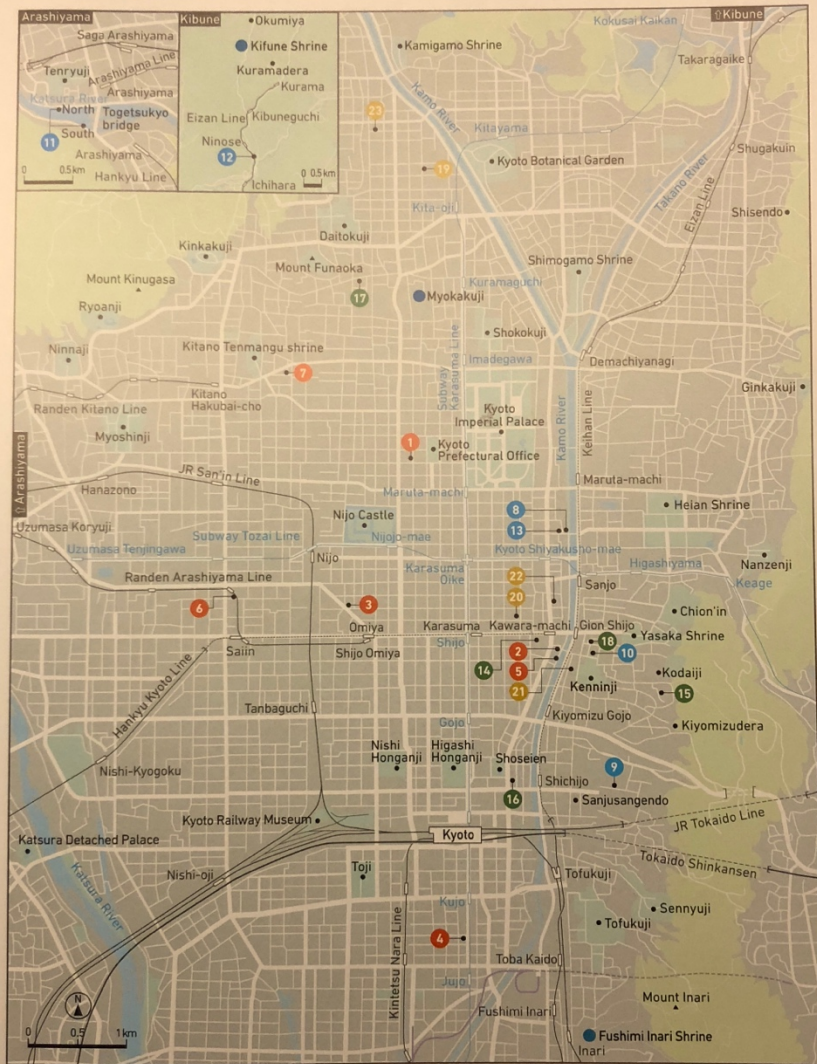 Arashiyama
Saga Arashiyama
Arashiyama Line
Tenryuji
Arashiyama
Katsura River
North
Togetsukyo
bridge
South
11
Arashiyama
Hankyu Line
0 0.5km
Kibune
Okumiya
Kifune Shrine
Kuramadera
Kurama
Eizan Line
Kibuneguchi
Ninose
12
Ichihara
0 0.5km
⇧Kibune
Kokusai Kaikan
Takaragaike
Kamigamo Shrine
Kamo River
23
Kitayama
Kyoto Botanical Garden
Shugakuin
19
Takano River
Eizan Line
Kita-oji
Shisendo
Daitokuji
Kinkakuji
Mount Funaoka
Shimogamo Shrine
Mount Kinugasa
17
Kuramaguchi
Myokakuji
Ryoanji
Shokokuji
Ninnaji
Kitano Tenmangu shrine
Subway
Karasuma Line
Imadegawa
Demachiyanagi
7
Ginkakuji
Kitano
Hakubai-cho
Randen Kitano Line
Kyoto
Imperial Palace
Kamo River
Keihan Line
Myoshinji
1
Kyoto
Prefectural Office
⇧Arashiyama
JR San'in Line
Hanazono
Maruta-machi
Maruta-machi
Nijo Castle
8
Heian Shrine
13
Uzumasa Koryuji
Subway Tozai Line
Nijojo-mae
Uzumasa Tenjingawa
Nijo
Kyoto Shiyakusho-mae
Higashiyama
Nanzenji
Karasuma
Oike
Randen Arashiyama Line
22
Sanjo
Keage
6
3
20
Chion'in
Omiya
Karasuma
Kawara-machi
Gion Shijo
Saiin
Shijo Omiya
Shijo
18
Yasaka Shrine
2
10
14
5
Kodaiji
21
Kenninji
15
Hankyu Kyoto Line
Tanbaguchi
Gojo
Kiyomizu Gojo
Kiyomizudera
Nishi-Kyogoku
Nishi
Honganji
Higashi
Honganji
Shoseien
9
Shichijo
16
Sanjusangendo
Kyoto Railway Museum
Kyoto
JR Tokaido Line
Katsura Detached Palace
Tokaido Shinkansen
Katsura River
Nishi-oji
Toji
Tofukuji
Kujo
Sennyuji
Tofukuji
4
Kintetsu Nara Line
Toba Kaido
Jujo
Mount Inari
N
Fushimi Inari
0 0.5 1km
Fushimi Inari Shrine
Inari